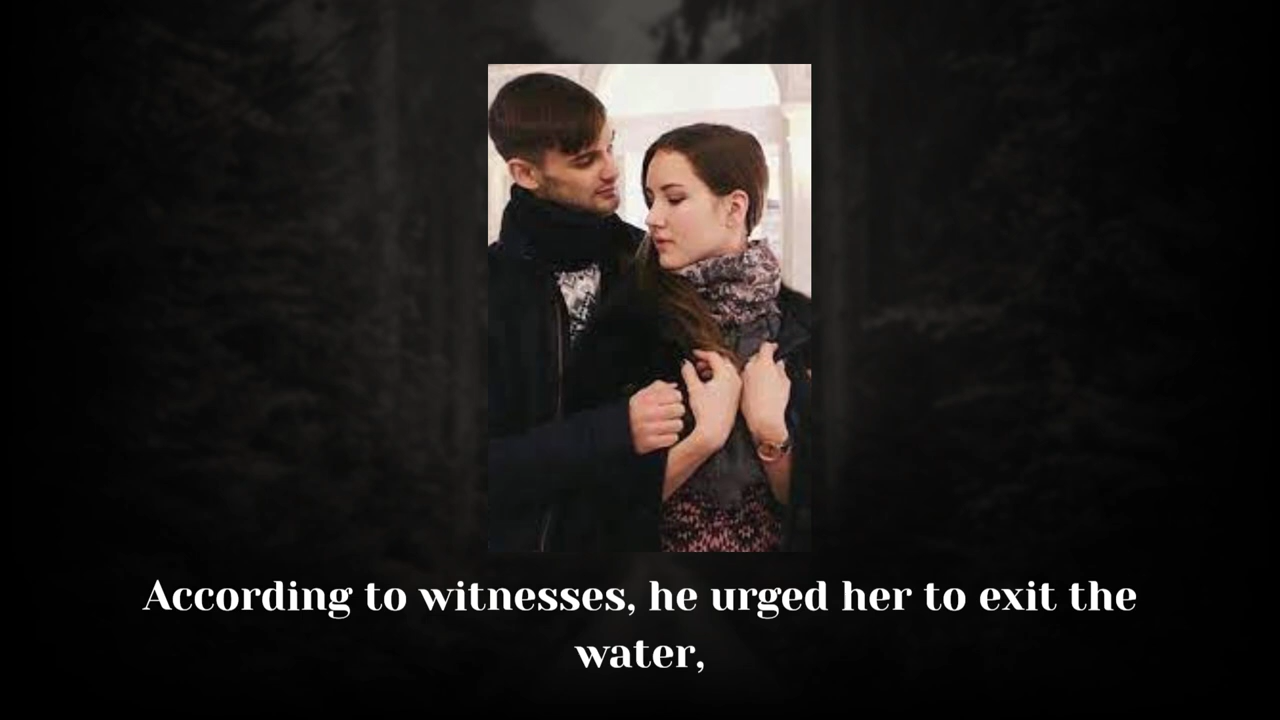 According to witnesses, he urged her to exit the
water,